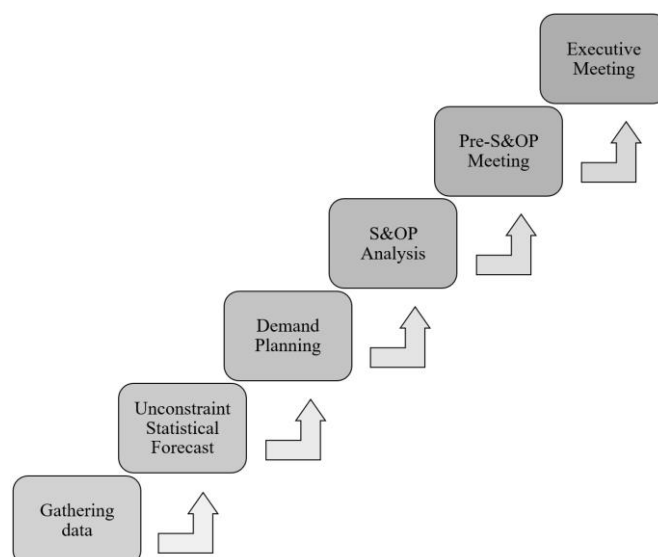 Executive
Meeting
Pre-S&OP
Meeting
S&OP
Analysis
Demand
Planning
Unconstraint
Statistical
Forecast
Gathering
data